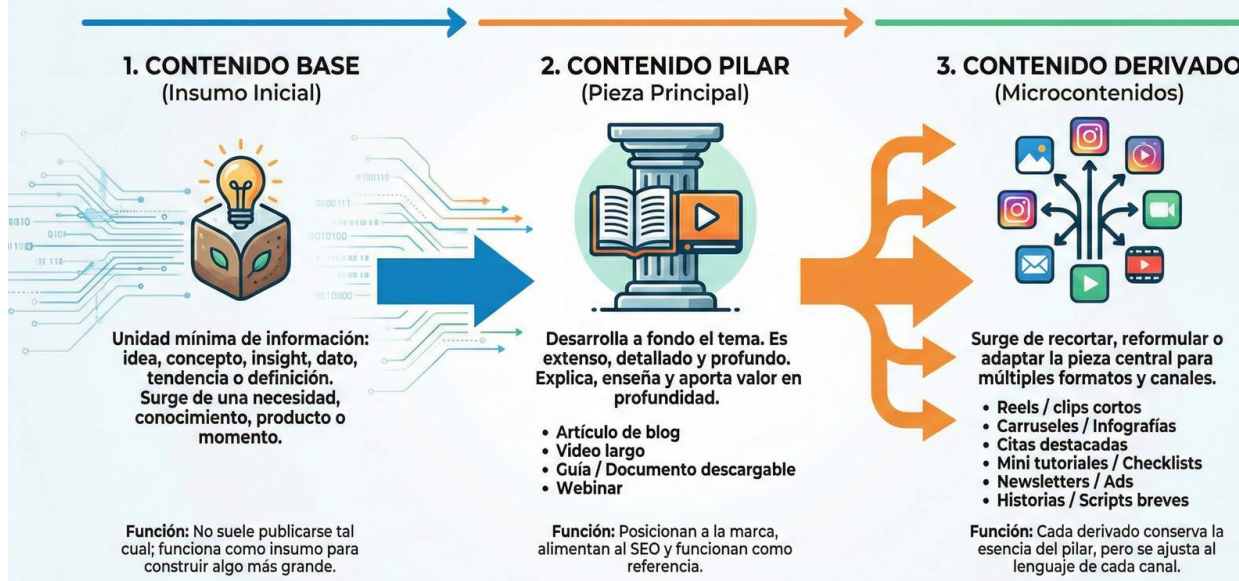 1. CONTENIDO BASE
(Insumo Inicial)
Unidad mínima de información:
idea, concepto, insight, dato,
tendencia o definición.
Surge de una necesidad,
conocimiento, producto o
momento.
Función: No suele publicarse tal
cual; funciona como insumo para
construir algo más grande.
2. CONTENIDO PILAR
(Pieza Principal)
Desarrolla a fondo el tema. Es
extenso, detallado y profundo.
Explica, enseña y aporta valor en
profundidad.
• Artículo de blog
• Video largo
• Guía / Documento descargable
• Webinar
Función: Posicionan a la marca,
alimentan al SEO y funcionan como
referencia.
3. CONTENIDO DERIVADO
(Microcontenidos)
Surge de recortar, reformular o
adaptar la pieza central para
múltiples formatos y canales.
• Reels / clips cortos
• Carruseles / Infografías
• Citas destacadas
• Mini tutoriales / Checklists
• Newsletters / Ads
• Historias / Scripts breves
Función: Cada derivado conserva la
esencia del pilar, pero se ajusta al
lenguaje de cada canal.